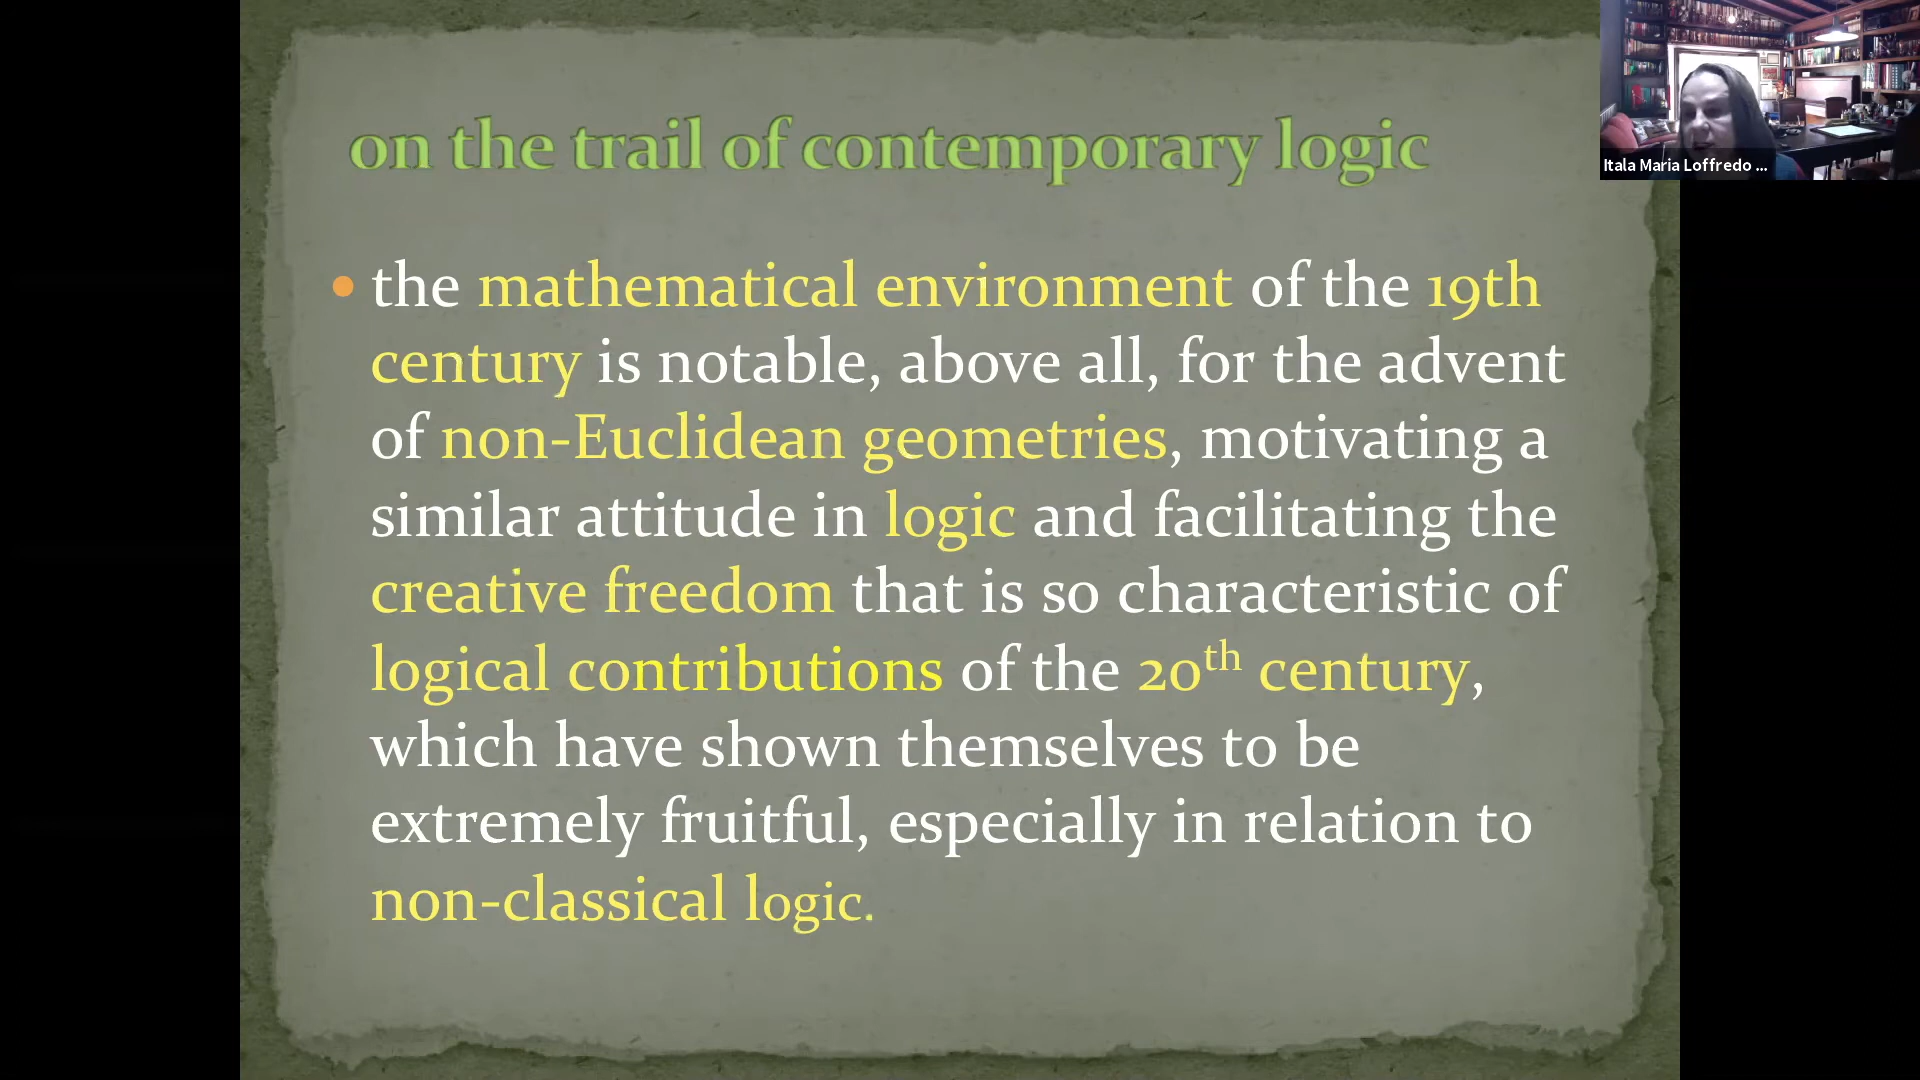 on the trail of contemporary logic
Itala Maria Loffredo ...
• the mathematical environment of the 19th
century is notable, above all, for the advent
of non-Euclidean geometries, motivating a
similar attitude in logic and facilitating the
creative freedom that is so characteristic of
logical contributions of the 20th century,
which have shown themselves to be
extremely fruitful, especially in relation to
non-classical logic.